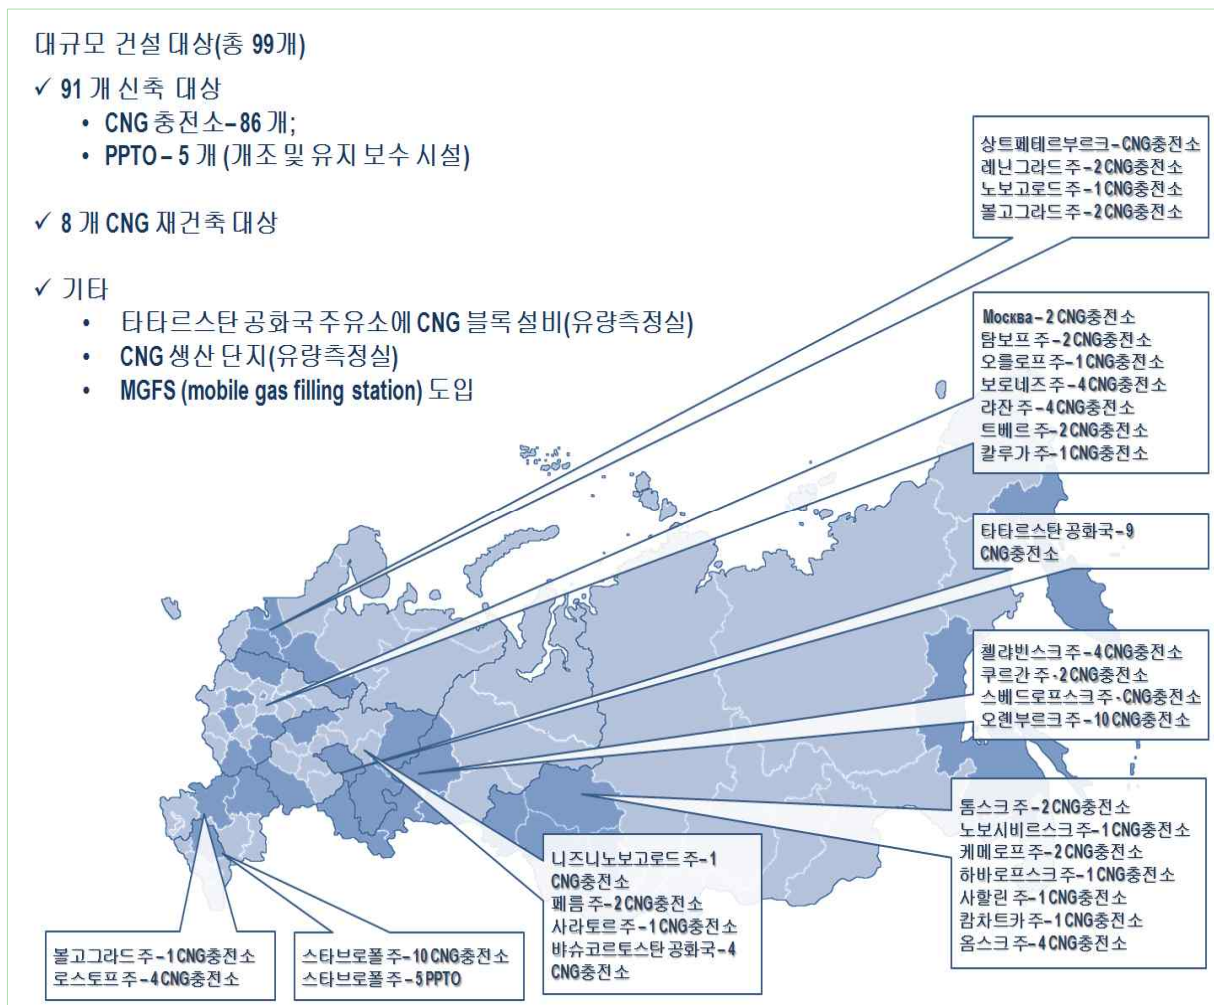 대규모 건설 대상(총 99개)
✓ 91 개 신축 대상
• CNG 충전소– 86 개;
• PPTO – 5 개 (개조 및 유지 보수 시설)
✓ 8 개 CNG 재건축 대상
✓ 기타
• 타타르스탄 공화국 주유소에 CNG 블록 설비(유량측정실)
• CNG 생산 단지(유량측정실)
• MGFS (mobile gas filling station) 도입
상트페테르부르크 – CNG충전소
레닌그라드 주 – 2 CNG충전소
노보고로드 주 – 1 CNG충전소
볼고그라드 주 – 2 CNG충전소
Москва – 2 CNG충전소
탐보프 주 – 2 CNG충전소
오를로프 주 – 1 CNG충전소
보로네즈 주 – 4 CNG충전소
랴잔 주 – 4 CNG충전소
트베르 주 – 2 CNG충전소
칼루가 주 – 1 CNG충전소
타타르스탄 공화국 – 9
CNG충전소
첼랴빈스크 주 – 4 CNG충전소
쿠르간 주 - 2 CNG충전소
스베드로프스크 주 - CNG충전소
오렌부르크 주 – 10 CNG충전소
톰스크 주 – 2 CNG충전소
노보시비르스크 주 – 1 CNG충전소
케메로프 주 – 2 CNG충전소
하바로프스크 주 – 1 CNG충전소
사할린 주 – 1 CNG충전소
캄차트카 주 – 1 CNG충전소
옴스크 주 – 4 CNG충전소
니즈니노보고로드 주 – 1
CNG충전소
페름 주 – 2 CNG충전소
사라토르 주 – 1 CNG충전소
바슈코르토스탄 공화국 – 4
CNG충전소
볼고그라드 주 – 1 CNG충전소
로스토프 주 – 4 CNG충전소
스타브로폴 주 – 10 CNG충전소
스타브로폴 주 – 5 PPTO